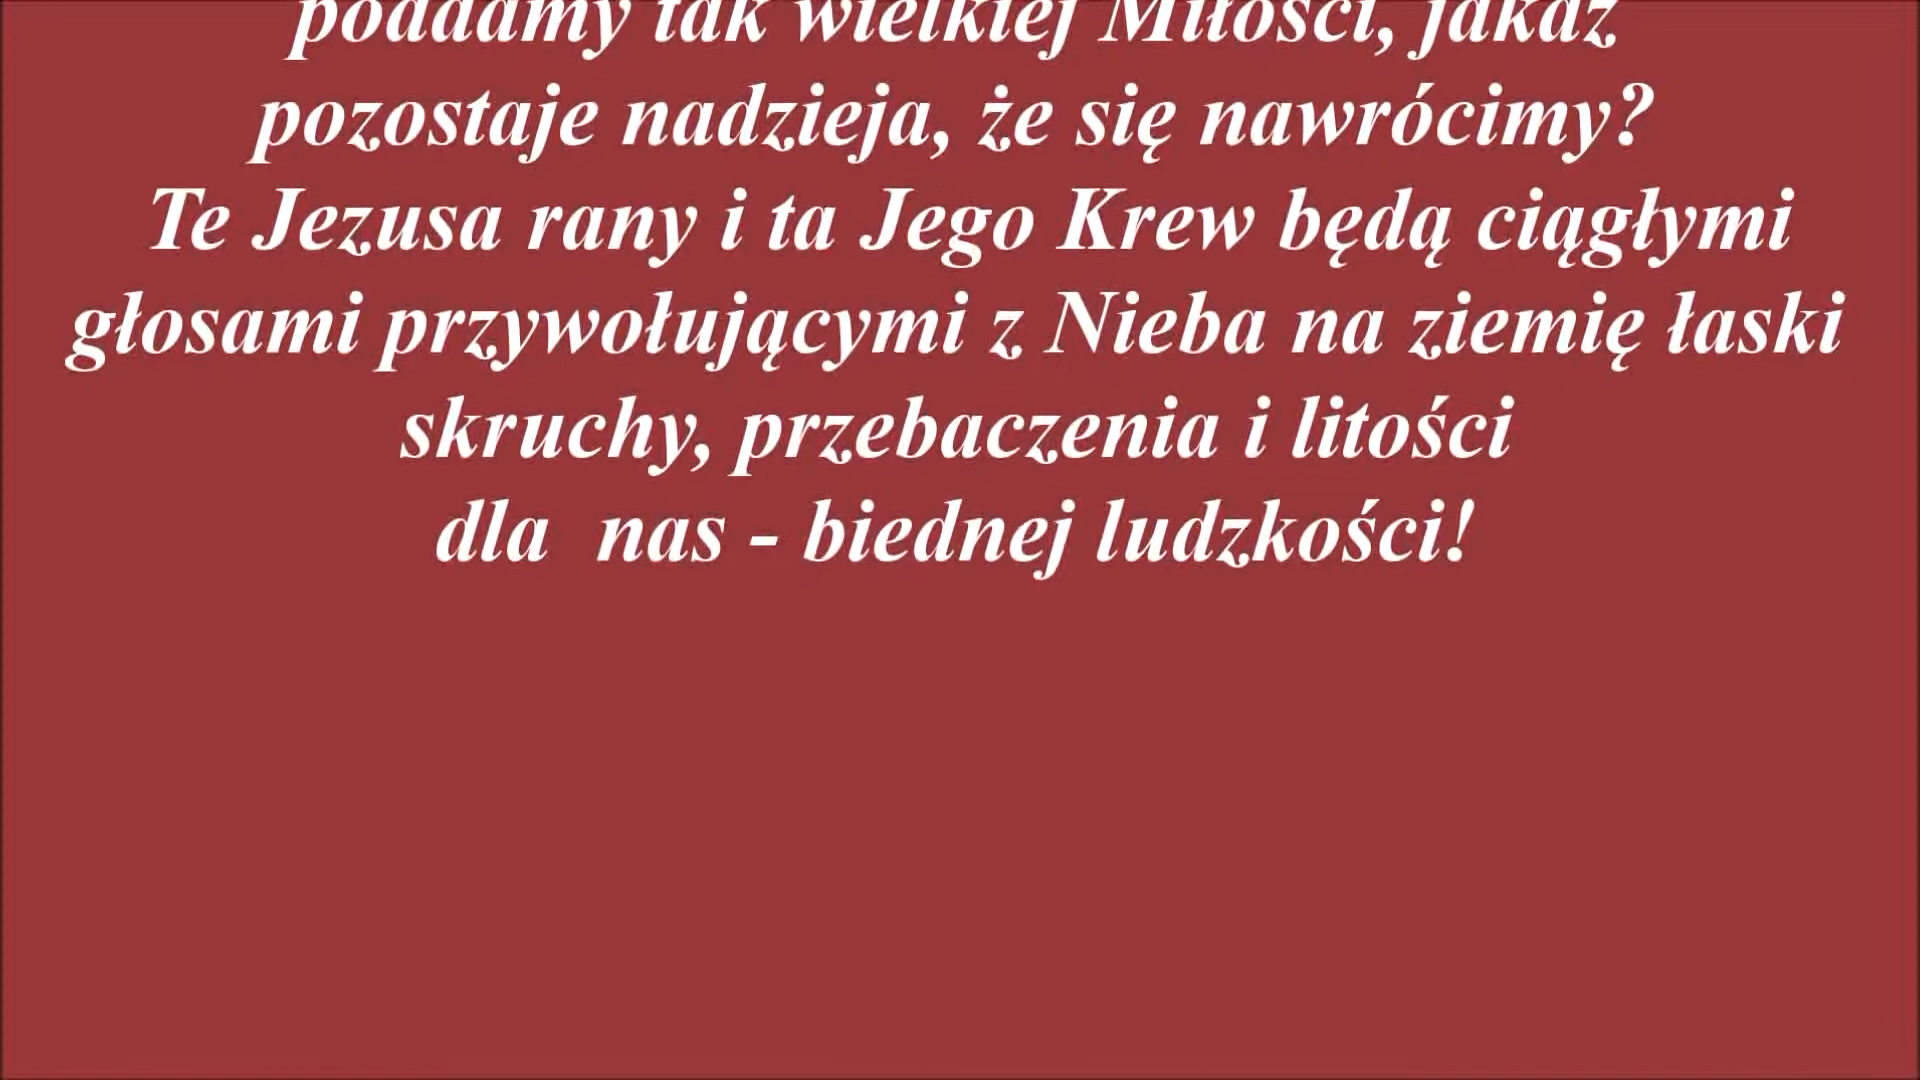 poddamy tak wielkiej Miłości, jakaż
pozostaje nadzieja, że się nawrócimy?
Te Jezusa rany i ta Jego Krew będą ciągłymi
głosami przywołującymi z Nieba na ziemię łaski
skruchy, przebaczenia i litości
dla  nas - biednej ludzkości!